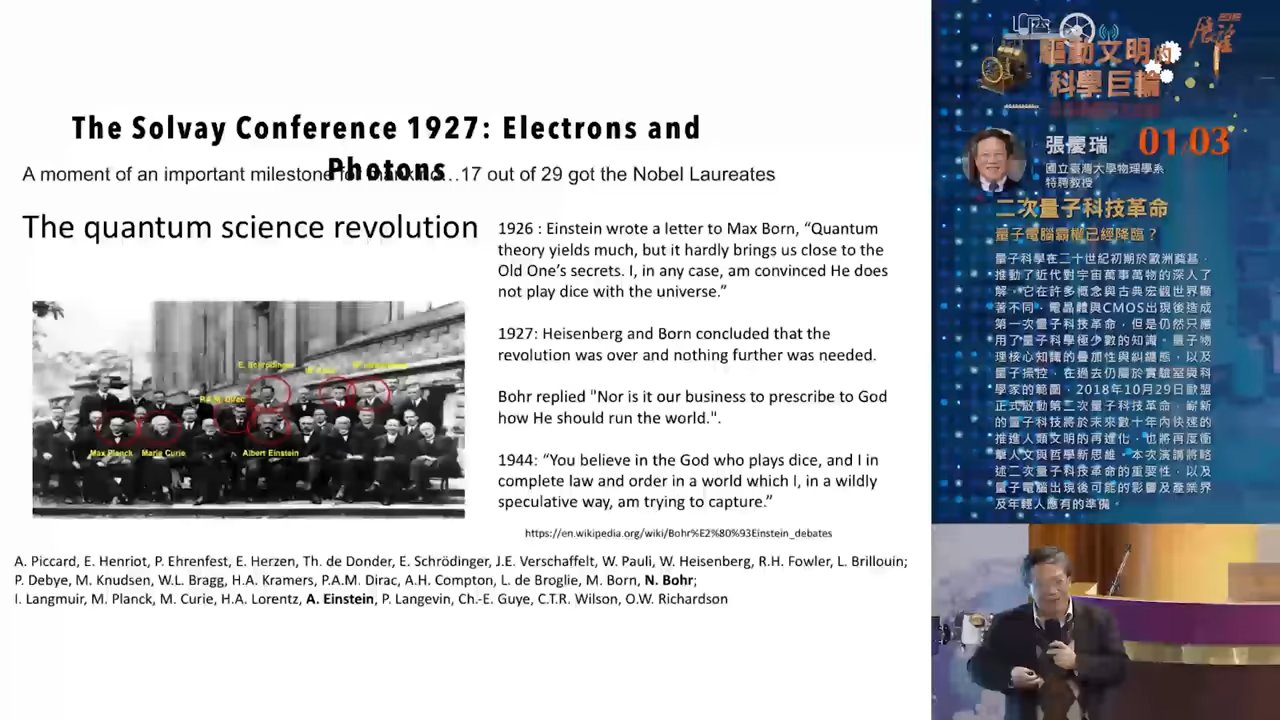 The Solvay Conference 1927: Electrons and
Photons
A moment of an important milestone for mankind…17 out of 29 got the Nobel Laureates
The quantum science revolution
1926 : Einstein wrote a letter to Max Born, “Quantum
theory yields much, but it hardly brings us close to the
Old One’s secrets. I, in any case, am convinced He does
not play dice with the universe.”
1927: Heisenberg and Born concluded that the
revolution was over and nothing further was needed.
Bohr replied "Nor is it our business to prescribe to God
how He should run the world.".
1944: “You believe in the God who plays dice, and I in
complete law and order in a world which I, in a wildly
speculative way, am trying to capture.”
https://en.wikipedia.org/wiki/Bohr%E2%80%93Einstein_debates
E. Schrodinger
P.A.M. Dirac
Max Planck
Marie Curie
Albert Einstein
A. Piccard, E. Henriot, P. Ehrenfest, E. Herzen, Th. de Donder, E. Schrödinger, J.E. Verschaffelt, W. Pauli, W. Heisenberg, R.H. Fowler, L. Brillouin;
P. Debye, M. Knudsen, W.L. Bragg, H.A. Kramers, P.A.M. Dirac, A.H. Compton, L. de Broglie, M. Born, N. Bohr;
I. Langmuir, M. Planck, M. Curie, H.A. Lorentz, A. Einstein, P. Langevin, Ch.-E. Guye, C.T.R. Wilson, O.W. Richardson
展望
驅動文明的
科學巨輪
張慶瑞
01/03
國立臺灣大學物理學系
特聘教授
二次量子科技革命
量子電腦霸權已經降臨？
量子科學在二十世紀初期於歐洲奠基，
推動了近代對宇宙萬事萬物的深入了
解，它在許多概念與古典宏觀世界顯
著不同，電晶體與CMOS出現後造成
第一次量子科技革命，但是仍然只應
用了量子科學極少數的知識。量子物
理核心知識的疊加性與糾纏態，以及
量子操控，在過去仍屬於實驗室與科
學家的範圍，2018年10月29日歐盟
正式啟動第二次量子科技革命，嶄新
的量子科技將於未來數十年內快速的
推進人類文明的再進化，也將再度衝
擊人文與哲學新思維。本次演講將略
述二次量子科技革命的重要性，以及
量子電腦出現後可能的影響及產業界
及年輕人應有的準備。